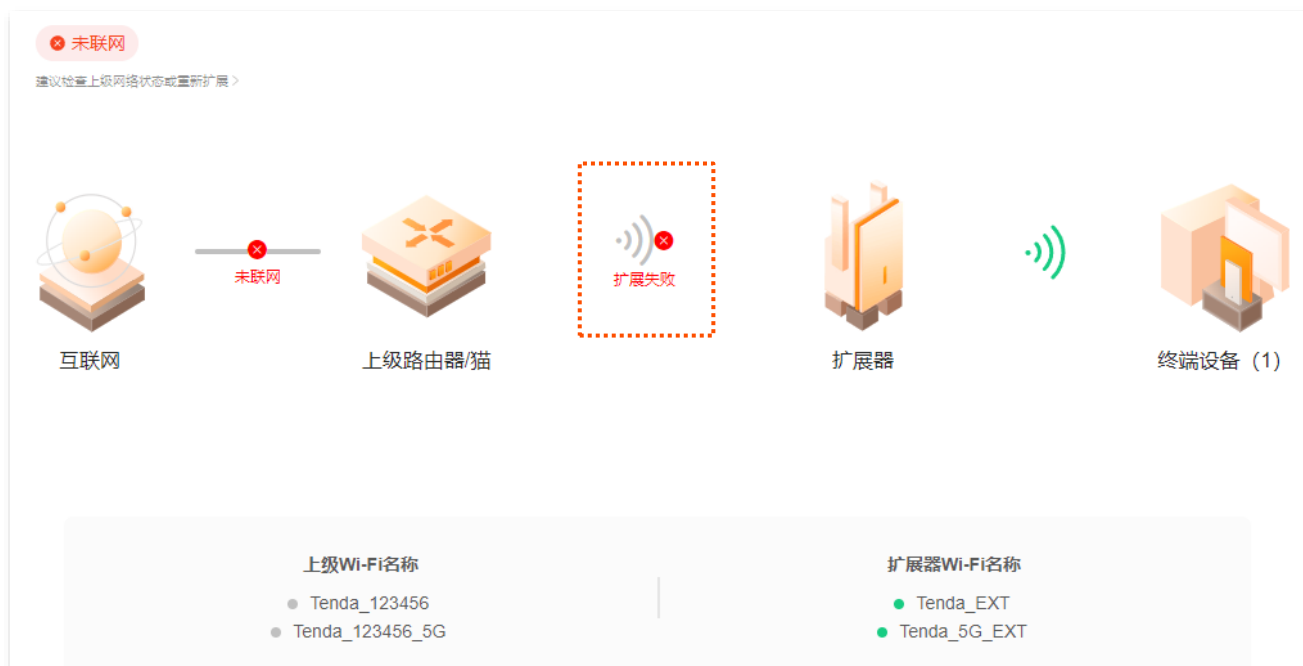 未联网
建议检查上级网络状态或重新扩展 >
未联网
扩展失败
互联网
上级路由器/猫
扩展器
终端设备（1）
上级Wi-Fi名称
扩展器Wi-Fi名称
Tenda_123456
Tenda_EXT
Tenda_123456_5G
Tenda_5G_EXT